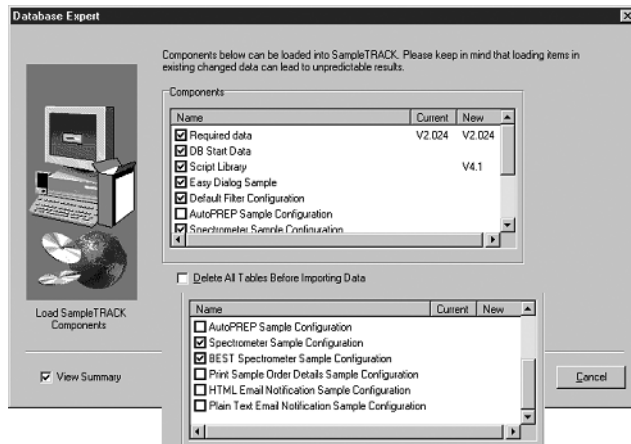 Database Expert
Components below can be loaded into SampleTRACK. Please keep in mind that loading items in
existing changed data can lead to unpredictable results.
Components
Name Current New
Required data V2.024 V2.024
DB Start Data
Script Library V4.1
Easy Dialog Sample
Default Filter Configuration
AutoPREP Sample Configuration
Spectrometer Sample Configuration
Delete All Tables Before Importing Data
Load SampleTRACK
Components
Name Current New
AutoPREP Sample Configuration
Spectrometer Sample Configuration
BEST Spectrometer Sample Configuration
Print Sample Order Details Sample Configuration
HTML Email Notification Sample Configuration
Plain Text Email Notification Sample Configuration
View Summary
Cancel